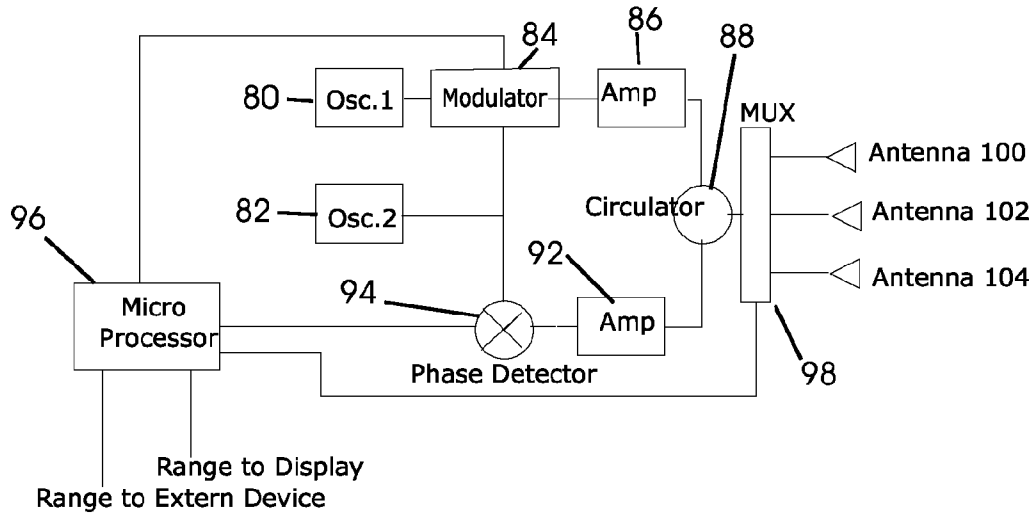 84
86
88
80
Osc.1
Modulator
Amp
MUX
Antenna 100
82
Osc.2
Circulator
Antenna 102
96
94
92
Antenna 104
Micro
Processor
Amp
Phase Detector
98
Range to Display
Range to Extern Device